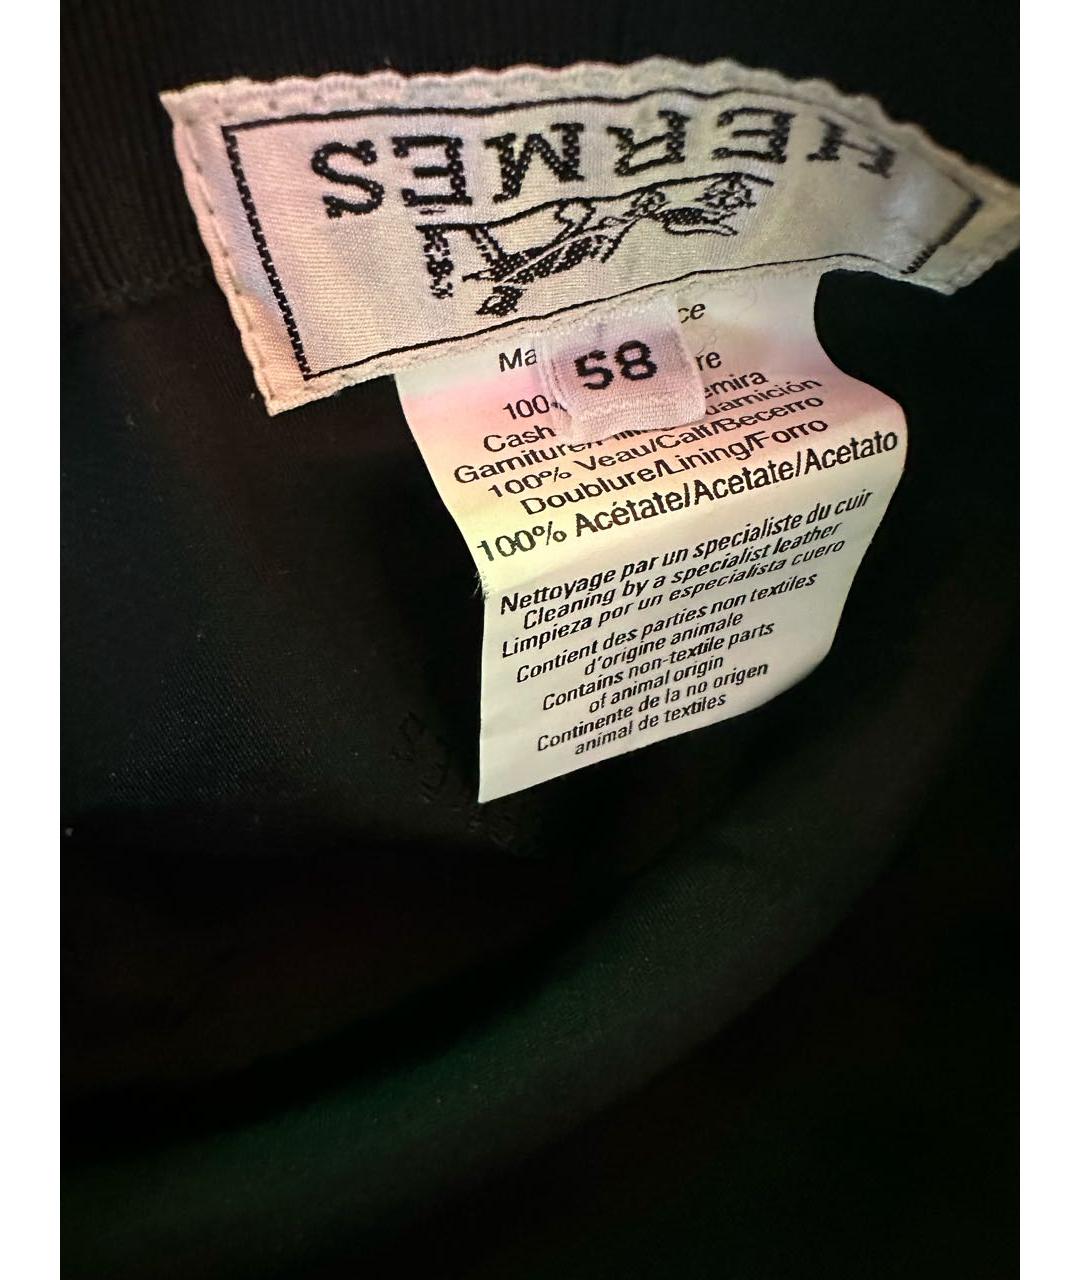 HERMES
58
Ma ce
re
100 emira
Cash uarnición
Garniture/
100% Veau/Calf/Becerro
Doublure/Lining/Forro
100% Acétate/Acetate/Acetato
Nettoyage par un specialiste du cuir
Cleaning by a specialist leather
Limpieza por un especialista cuero
Contient des parties non textiles
d'origine animale
Contains non-textile parts
of animal origin
Continente de la no origen
animal de textiles